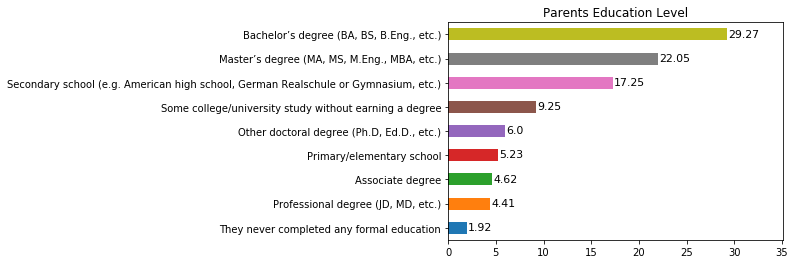 Parents Education Level
Bachelor’s degree (BA, BS, B.Eng., etc.) 29.27
Master’s degree (MA, MS, M.Eng., MBA, etc.) 22.05
Secondary school (e.g. American high school, German Realschule or Gymnasium, etc.) 17.25
Some college/university study without earning a degree 9.25
Other doctoral degree (Ph.D, Ed.D., etc.) 6.0
Primary/elementary school 5.23
Associate degree 4.62
Professional degree (JD, MD, etc.) 4.41
They never completed any formal education 1.92
0 5 10 15 20 25 30 35